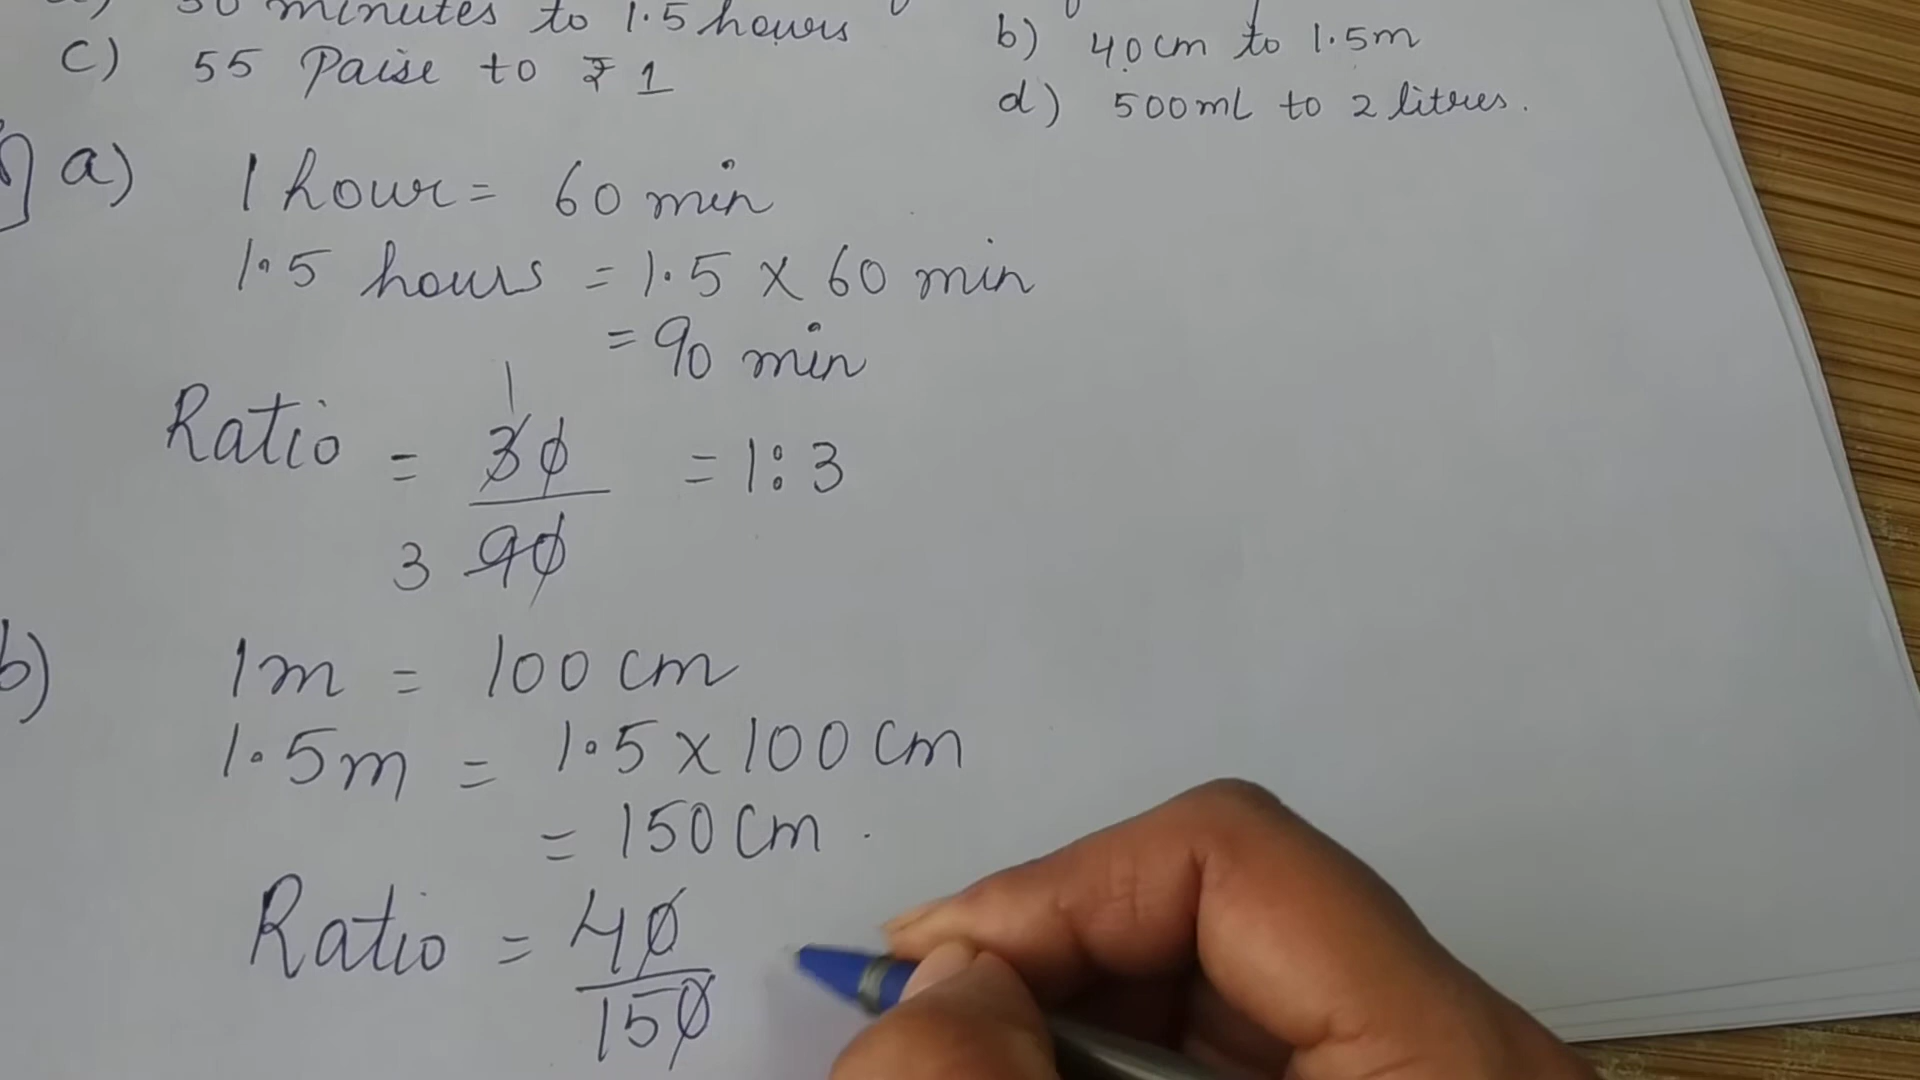 30 minutes to 1.5 hours
b) 40cm to 1.5m
c) 55 Paise to ₹ 1
d) 500mL to 2 litres.
a) 1 hour = 60 min
1.5 hours = 1.5 x 60 min
= 90 min
1
Ratio = 30 = 1:3
3 90
b) 1m = 100 cm
1.5m = 1.5 x 100 cm
= 150 cm.
Ratio = 40
150